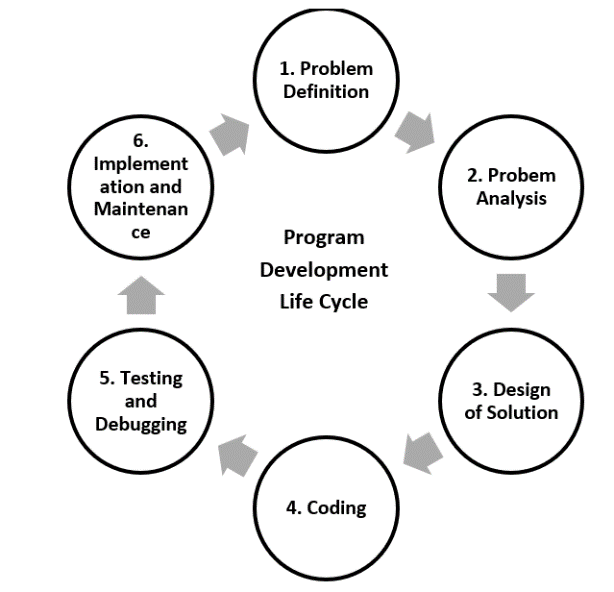 1. Problem
Definition
2. Probem
Analysis
3. Design
of Solution
4. Coding
5. Testing
and
Debugging
6.
Implement
ation and
Maintenan
ce
Program
Development
Life Cycle